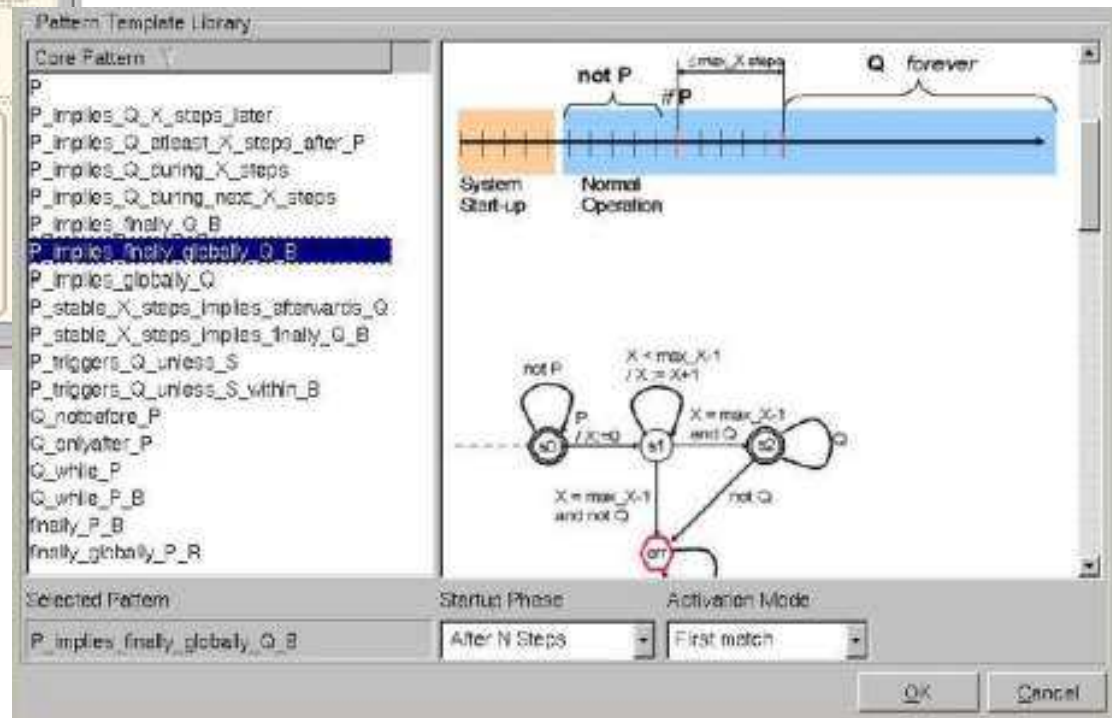 Pattern Template Library
Core Pattern
P
P_implies_Q_X_steps_later
P_implies_Q_atleast_X_steps_after_P
P_implies_Q_during_X_steps
P_implies_Q_during_next_X_steps
P_implies_finally_Q_B
P_implies_finally_globally_Q_B
P_implies_globally_Q
P_stable_X_steps_implies_afterwards_Q
P_stable_X_steps_implies_finally_Q_B
P_triggers_Q_unless_S
P_triggers_Q_unless_S_within_B
Q_notbefore_P
Q_onlyafter_P
Q_while_P
Q_while_P_B
finally_P_B
finally_globally_P_B
not P
if P
≤max_X steps
Q forever
System
Start-up
Normal
Operation
not P
X < max_X-1
/ X := X+1
P
/ X:=0
X = max_X-1
and Q
Q
s0
s1
s2
X = max_X-1
and not Q
not Q
err
Selected Pattern
Startup Phase
Activation Mode
P_implies_finally_globally_Q_B
After N Steps
First match
OK
Cancel